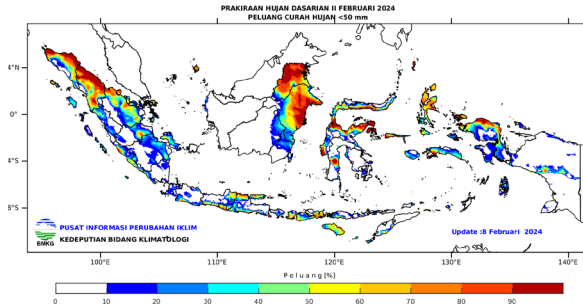 PRAKIRAAN HUJAN DASARIAN II FEBRUARI 2024
PELUANG CURAH HUJAN <50 mm
4°N
0°
4°S
8°S
PUSAT INFORMASI PERUBAHAN IKLIM
KEDEPUTIAN BIDANG KLIMATOLOGI
BMKG
Update :8 Februari 2024
100°E
110°E
120°E
130°E
140°E
Peluang [%]
0 10 20 30 40 50 60 70 80 90